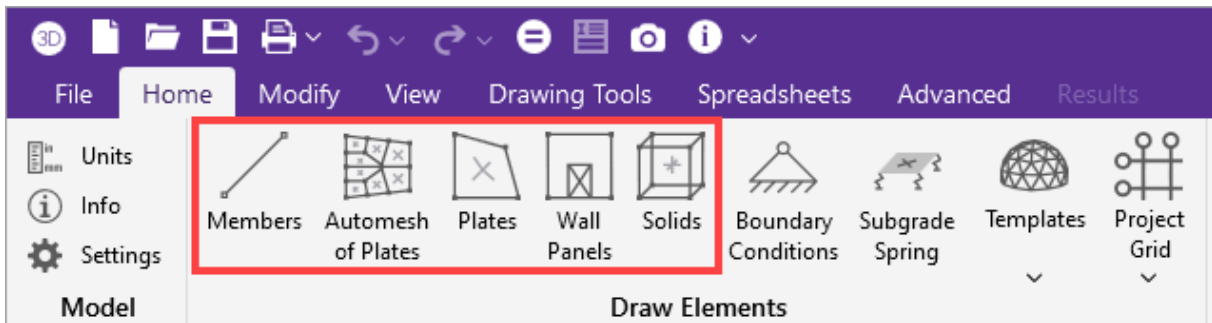 3D
File Home Modify View Drawing Tools Spreadsheets Advanced Results
Units
Info
Settings
Model
Members
Automesh
of Plates
Plates
Wall
Panels
Solids
Boundary
Conditions
Subgrade
Spring
Templates
Project
Grid
Draw Elements